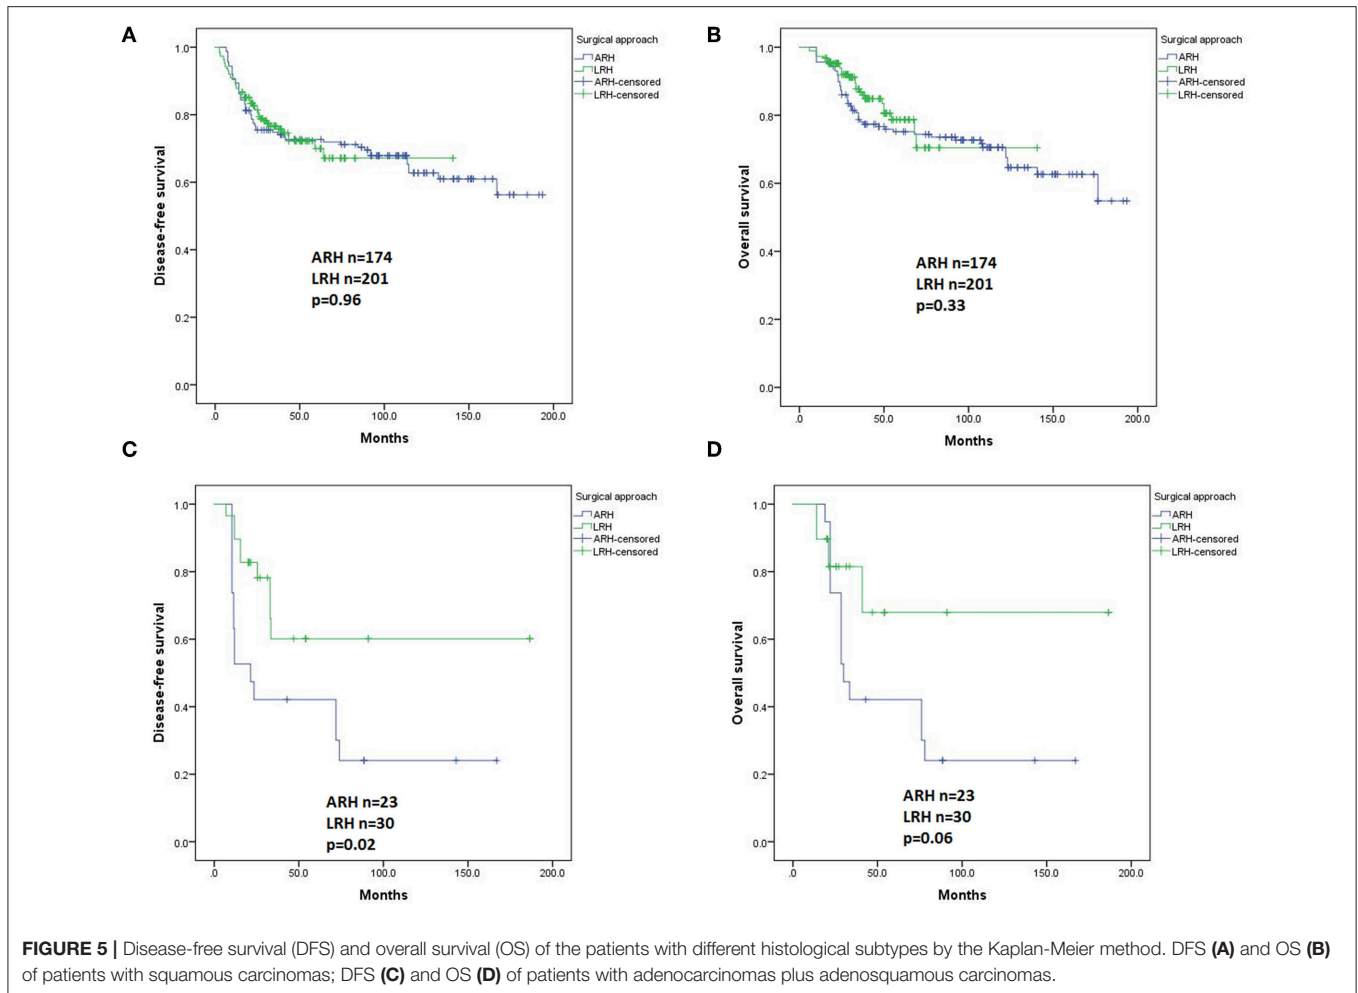 A
Surgical approach
ARH
LRH
ARH-censored
LRH-censored
1.0
0.8
0.6
0.4
0.2
0.0
Disease-free survival
ARH n=174
LRH n=201
p=0.96
.0 50.0 100.0 150.0 200.0
Months
B
Surgical approach
ARH
LRH
ARH-censored
LRH-censored
1.0
0.8
0.6
0.4
0.2
0.0
Overall survival
ARH n=174
LRH n=201
p=0.33
.0 50.0 100.0 150.0 200.0
Months
C
Surgical approach
ARH
LRH
ARH-censored
LRH-censored
1.0
0.8
0.6
0.4
0.2
0.0
Disease-free survival
ARH n=23
LRH n=30
p=0.02
.0 50.0 100.0 150.0 200.0
Months
D
Surgical approach
ARH
LRH
ARH-censored
LRH-censored
1.0
0.8
0.6
0.4
0.2
0.0
Overall survival
ARH n=23
LRH n=30
p=0.06
.0 50.0 100.0 150.0 200.0
Months
FIGURE 5 | Disease-free survival (DFS) and overall survival (OS) of the patients with different histological subtypes by the Kaplan-Meier method. DFS (A) and OS (B)
of patients with squamous carcinomas; DFS (C) and OS (D) of patients with adenocarcinomas plus adenosquamous carcinomas.